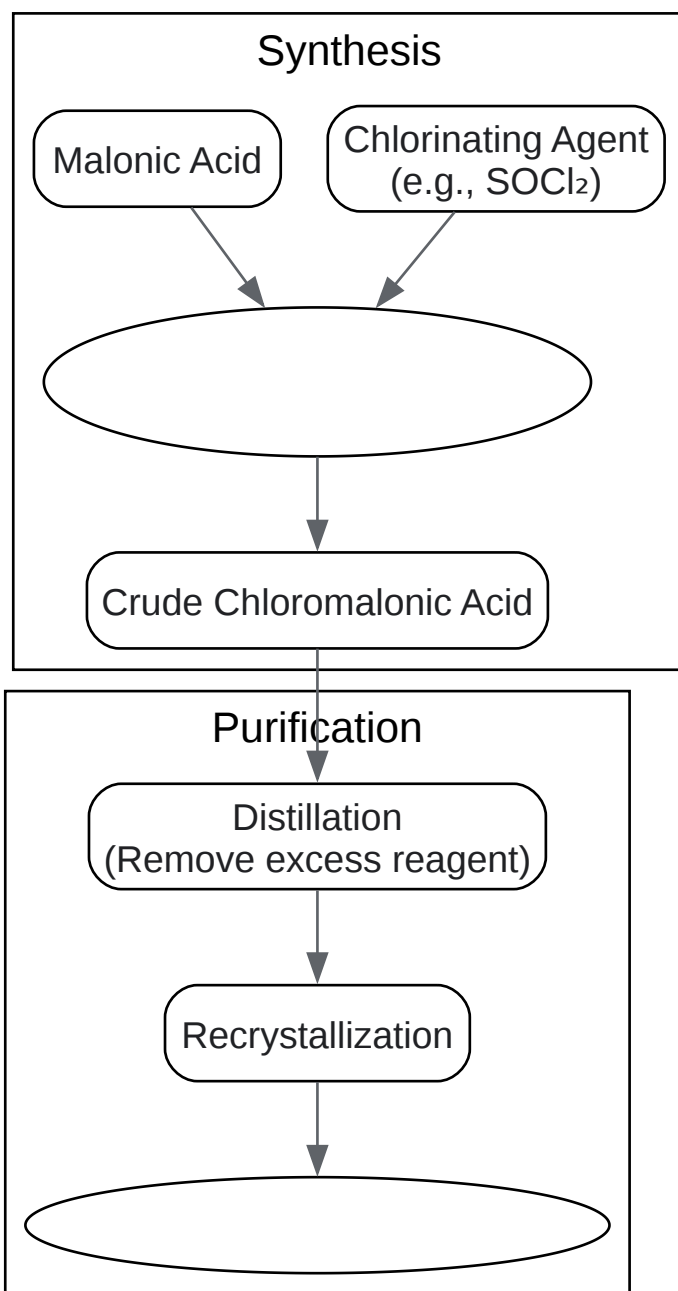 Synthesis
Malonic Acid
Chlorinating Agent
(e.g., SOCl₂)
Crude Chloromalonic Acid
Purification
Distillation
(Remove excess reagent)
Recrystallization